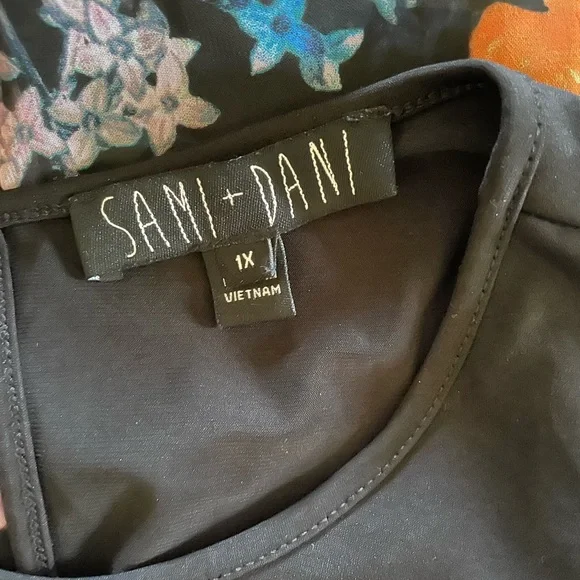 SAMI + DANI
1X
VIETNAM